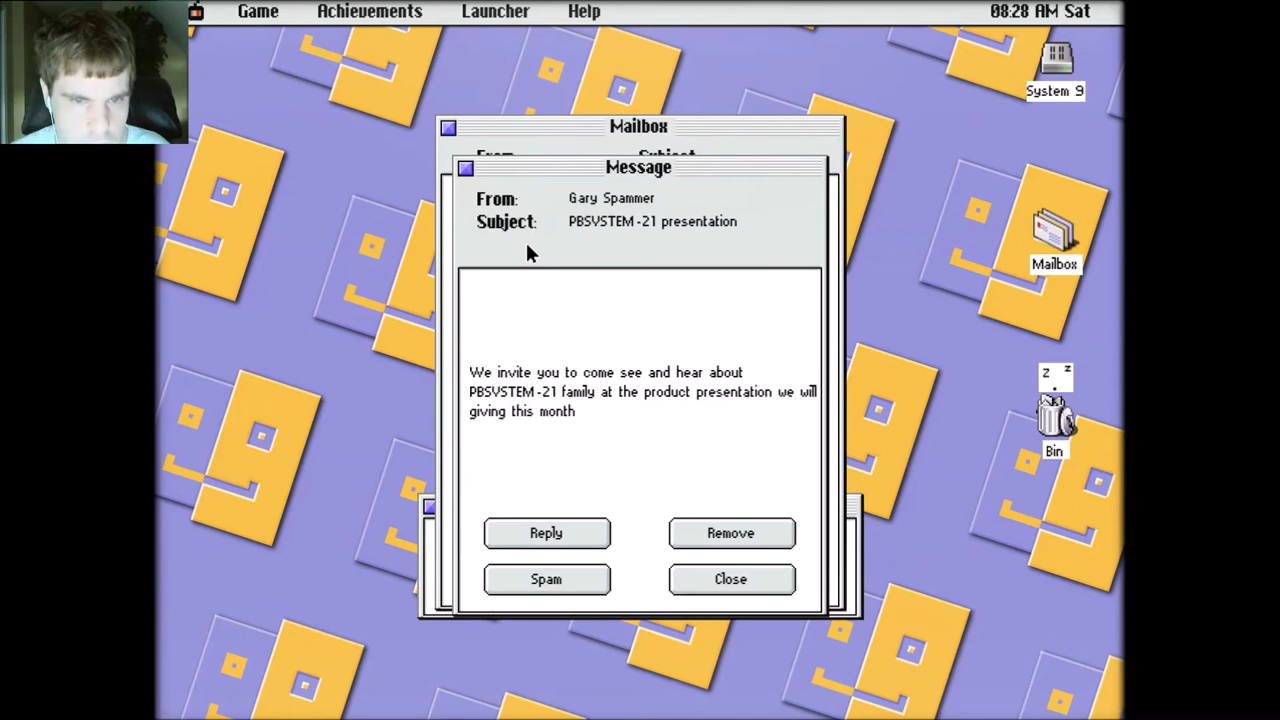 Game Achievements Launcher Help 08:28 AM Sat
System 9
Mailbox
Message
From: Gary Spammer
Subject: PBSYSTEM-21 presentation
Mailbox
We invite you to come see and hear about
PBSYSTEM-21 family at the product presentation we will
giving this month
z z
Bin
Reply Remove
Spam Close